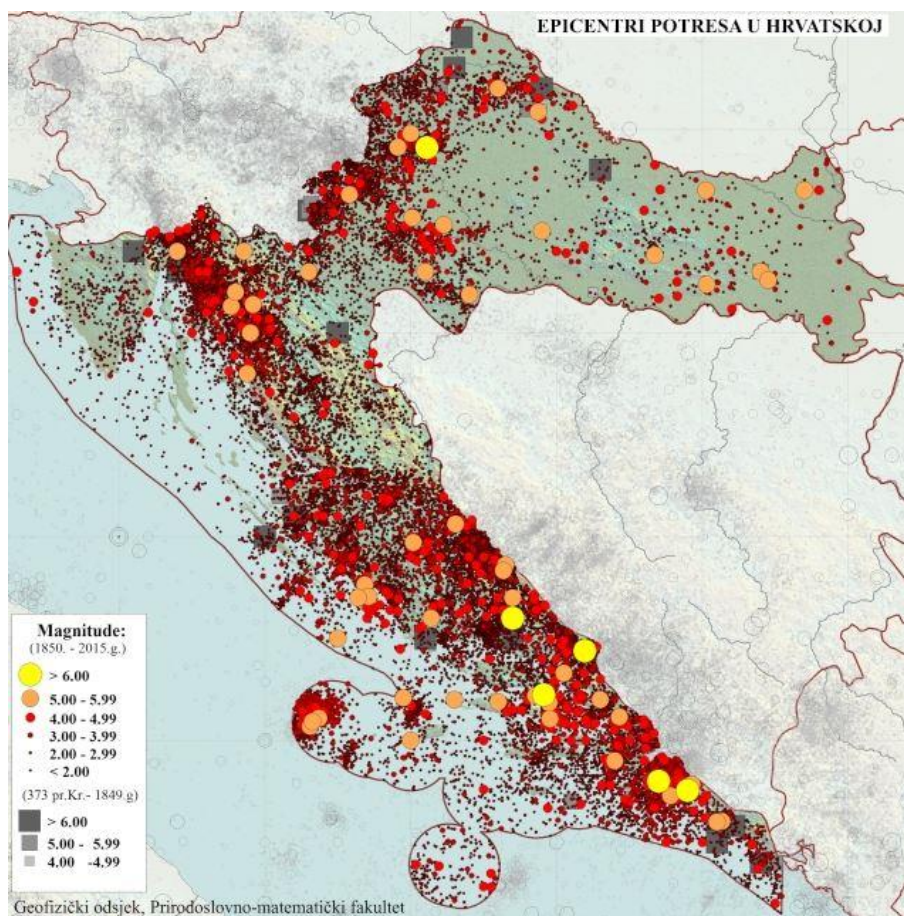 EPICENTRI POTRESA U HRVATSKOJ
Magnitude:
(1850. - 2015.g.)
> 6.00
5.00 - 5.99
4.00 - 4.99
3.00 - 3.99
2.00 - 2.99
< 2.00
(373 pr.Kr.- 1849.g)
> 6.00
5.00 - 5.99
4.00 -4.99
Geofizički odsjek, Prirodoslovno-matematički fakultet